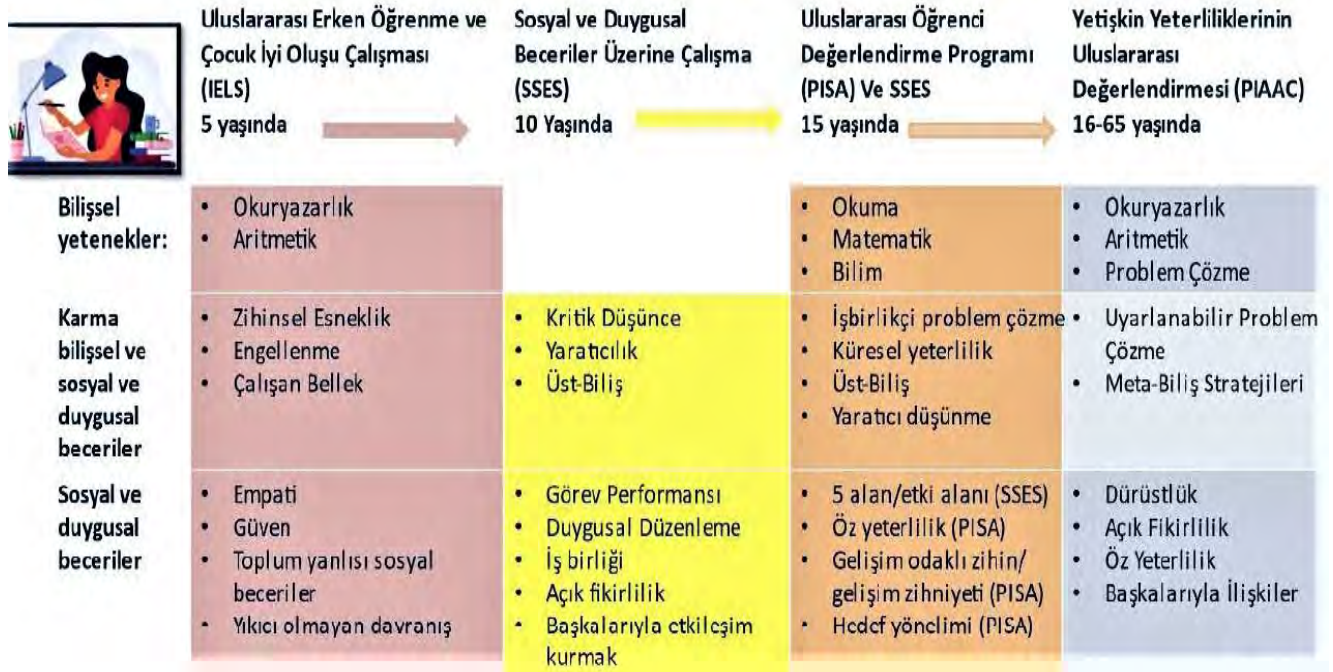 Uluslararası Erken Öğrenme ve
Çocuk İyi Oluşu Çalışması
(IELS)
5 yaşında
Sosyal ve Duygusal
Beceriler Üzerine Çalışma
(SSES)
10 Yaşında
Uluslararası Öğrenci
Değerlendirme Programı
(PISA) Ve SSES
15 yaşında
Yetişkin Yeterliliklerinin
Uluslararası
Değerlendirmesi (PIAAC)
16-65 yaşında
Bilişsel
yetenekler:
• Okuryazarlık
• Aritmetik
• Okuma
• Matematik
• Bilim
• Okuryazarlık
• Aritmetik
• Problem Çözme
Karma
bilişsel ve
sosyal ve
duygusal
beceriler
• Zihinsel Esneklik
• Engellenme
• Çalışan Bellek
• Kritik Düşünce
• Yaratıcılık
• Üst-Biliş
• İşbirlikçi problem çözme
• Küresel yeterlilik
• Üst-Biliş
• Yaratıcı düşünme
• Uyarlanabilir Problem
Çözme
• Meta-Biliş Stratejileri
Sosyal ve
duygusal
beceriler
• Empati
• Güven
• Toplum yanlısı sosyal
beceriler
• Yıkıcı olmayan davranış
• Görev Performansı
• Duygusal Düzenleme
• İş birliği
• Açık fikirlilik
• Başkalarıyla etkileşim
kurmak
• 5 alan/etki alanı (SSES)
• Öz yeterlilik (PISA)
• Gelişim odaklı zihin/
gelişim zihniyeti (PISA)
• Hedef yönelimi (PISA)
• Dürüstlük
• Açık Fikirlilik
• Öz Yeterlilik
• Başkalarıyla İlişkiler